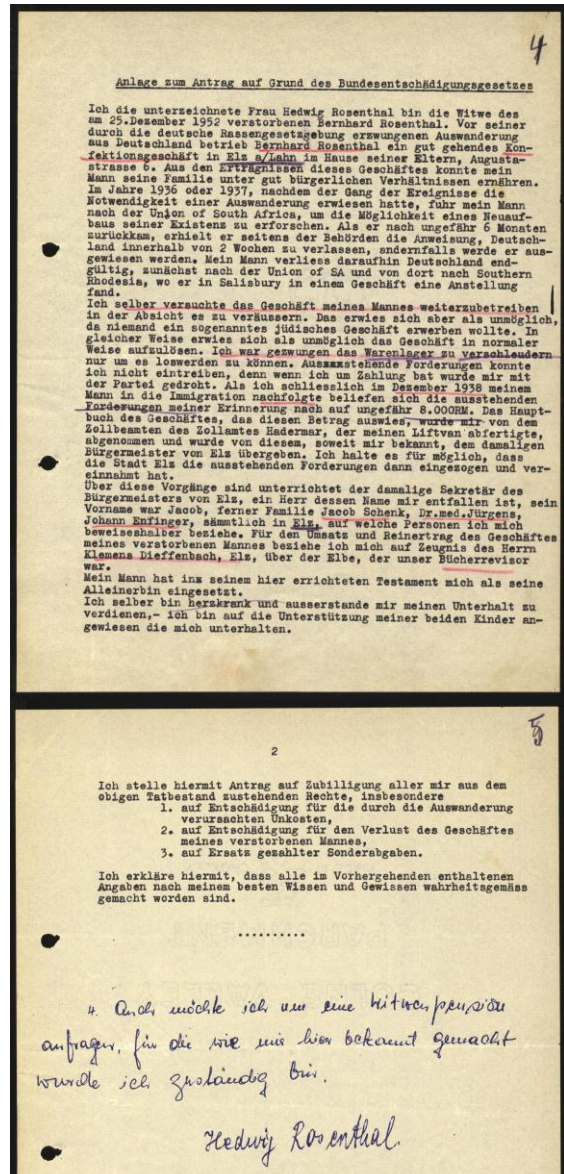 4
Anlage zum Antrag auf Grund des Bundesentschädigungsgesetzes
Ich die unterzeichnete Frau Hedwig Rosenthal bin die Witwe des
am 25.Dezember 1952 verstorbenen Bernhard Rosenthal. Vor seiner
durch die deutsche Rassengesetzgebung erzwungenen Auswanderung
aus Deutschland betrieb Bernhard Rosenthal ein gut gehendes Kon-
fektionsgeschäft in Elz a/Lahn im Hause seiner Eltern, Augusta-
strasse 6. Aus den Erträgnissen dieses Geschäftes konnte mein
Mann seine Familie unter gut bürgerlichen Verhältnissen ernähren.
Im Jahre 1936 oder 1937, nachdem der Gang der Ereignisse die
Notwendigkeit einer Auswanderung erwiesen hatte, fuhr mein Mann
nach der Union of South Africa, um die Möglichkeit eines Neuauf-
baus seiner Existenz zu erforschen. Als er nach ungefähr 6 Monaten
zurückkam, erhielt er seitens der Behörden die Anweisung, Deutsch-
land innerhalb von 2 Wochen zu verlassen, andernfalls werde er aus-
gewiesen werden. Mein Mann verliess daraufhin Deutschland end-
gültig, zunächst nach der Union of SA und von dort nach Southern
Rhodesia, wo er in Salisbury in einem Geschäft eine Anstellung
fand.
Ich selber versuchte das Geschäft meines Mannes weiterzubetreiben
in der Absicht es zu veräussern. Das erwies sich aber als unmöglich,
da niemand ein sogenanntes jüdisches Geschäft erwerben wollte. In
gleicher Weise erwies sich als unmöglich das Geschäft in normaler
Weise aufzulösen. Ich war gezwungen das Warenlager zu verschleudern
nur um es loswerden zu können. Ausstehende Forderungen konnte
ich nicht eintreiben, denn wenn ich um Zahlung bat wurde mir mit
der Partei gedroht. Als ich schliesslich im Dezember 1938 meinem
Mann in die Immigration nachfolgte beliefen sich die ausstehenden
Forderungen meiner Erinnerung nach auf ungefähr 8.000RM. Das Haupt-
buch des Geschäftes, das diesen Betrag auswies, wurde mir von dem
Zollbeamten des Zollamtes Hadermar, der meinen Liftvan abfertigte,
abgenommen und wurde von diesem, soweit mir bekannt, dem damaligen
Bürgermeister von Elz übergeben. Ich halte es für möglich, dass
die Stadt Elz die ausstehenden Forderungen dann eingezogen und ver-
einnahmt hat.
Über diese Vorgänge sind unterrichtet der damalige Sekretär des
Bürgermeisters von Elz, ein Herr dessen Name mir entfallen ist, sein
Vorname war Jacob, ferner Familie Jacob Schenk, Dr.med.Jürgens,
Johann Enfinger, sämmtlich in Elz, auf welche Personen ich mich
beweiseshalber beziehe. Für den Umsatz und Reinertrag des Geschäftes
meines verstorbenen Mannes beziehe ich mich auf Zeugnis des Herrn
Klemens Dieffenbach, Elz, über der Elbe, der unser Bücherrevisor
war.
Mein Mann hat inx seinem hier errichteten Testament mich als seine
Alleinerbin eingesetzt.
Ich selber bin herzkrank und ausserstande mir meinen Unterhalt zu
verdienen,- ich bin auf die Unterstützung meiner beiden Kinder an-
gewiesen die mich unterhalten.
5
2
Ich stelle hiermit Antrag auf Zubilligung aller mir aus dem
obigen Tatbestand zustehenden Rechte, insbesondere
1. auf Entschädigung für die durch die Auswanderung
verursachten Unkosten,
2. auf Entschädigung für den Verlust des Geschäftes
meines verstorbenen Mannes,
3. auf Ersatz gezahlter Sonderabgaben.
Ich erkläre hiermit, dass alle im Vorhergehenden enthaltenen
Angaben nach meinem besten Wissen und Gewissen wahrheitsgemäss
gemacht worden sind.
..........
4. Auch möchte ich um eine Witwenpension
anfragen, für die wie mir hier bekannt gemacht
wurde ich zuständig bin.
Hedwig Rosenthal.